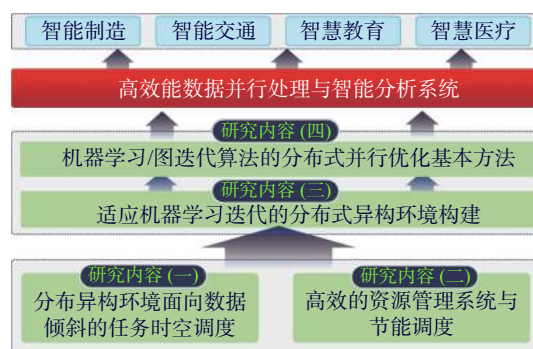 智能制造 智能交通 智慧教育 智慧医疗
高效能数据并行处理与智能分析系统
研究内容(四)
机器学习/图迭代算法的分布式并行优化基本方法
研究内容(三)
适应机器学习迭代的分布式异构环境构建
研究内容(一)
分布异构环境面向数据
倾斜的任务时空调度
研究内容(二)
高效的资源管理系统与
节能调度